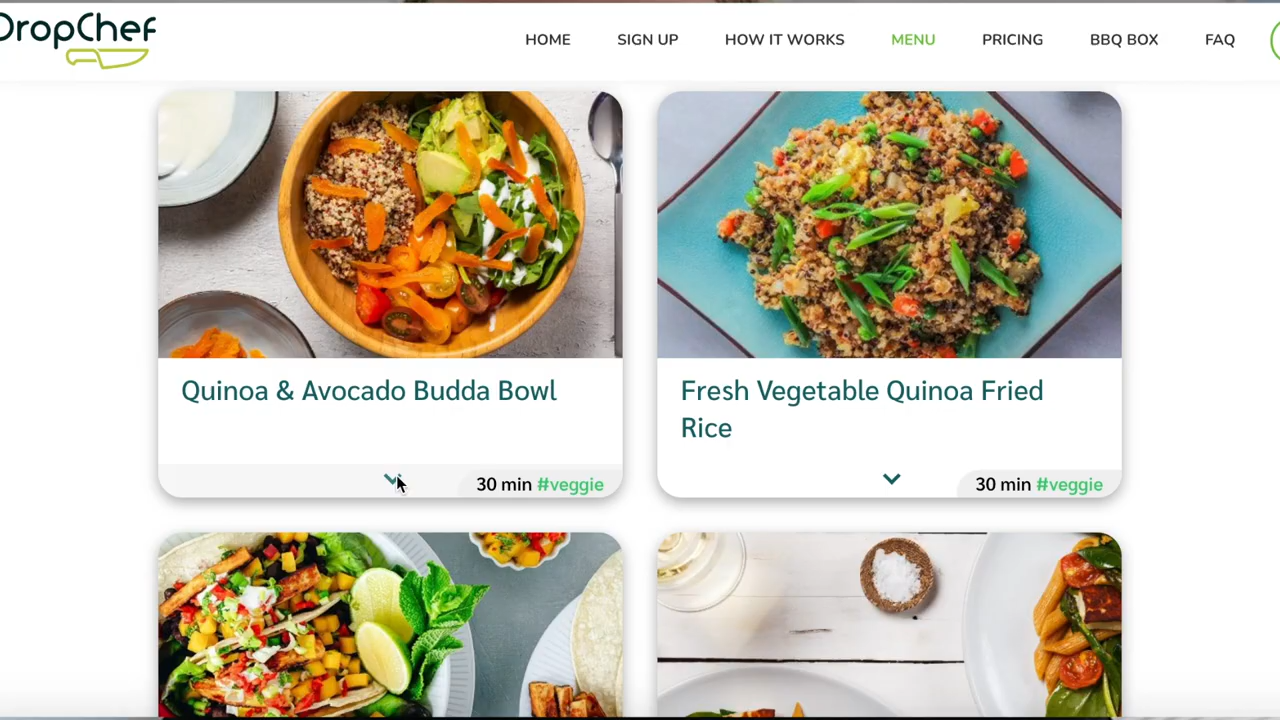 DropChef
HOME SIGN UP HOW IT WORKS MENU PRICING BBQ BOX FAQ
Quinoa & Avocado Budda Bowl
30 min #veggie
Fresh Vegetable Quinoa Fried
Rice
30 min #veggie